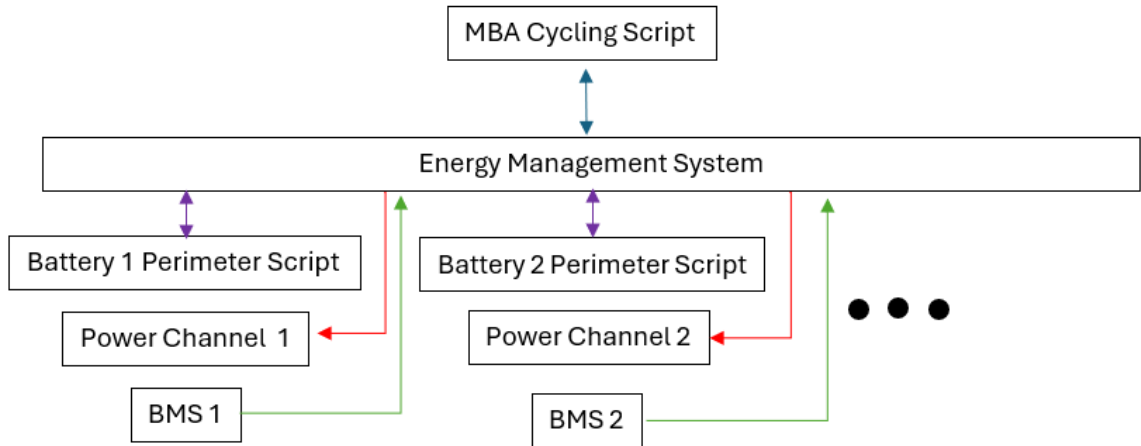 MBA Cycling Script
Energy Management System
Battery 1 Perimeter Script
Battery 2 Perimeter Script
Power Channel 1
Power Channel 2
BMS 1
BMS 2